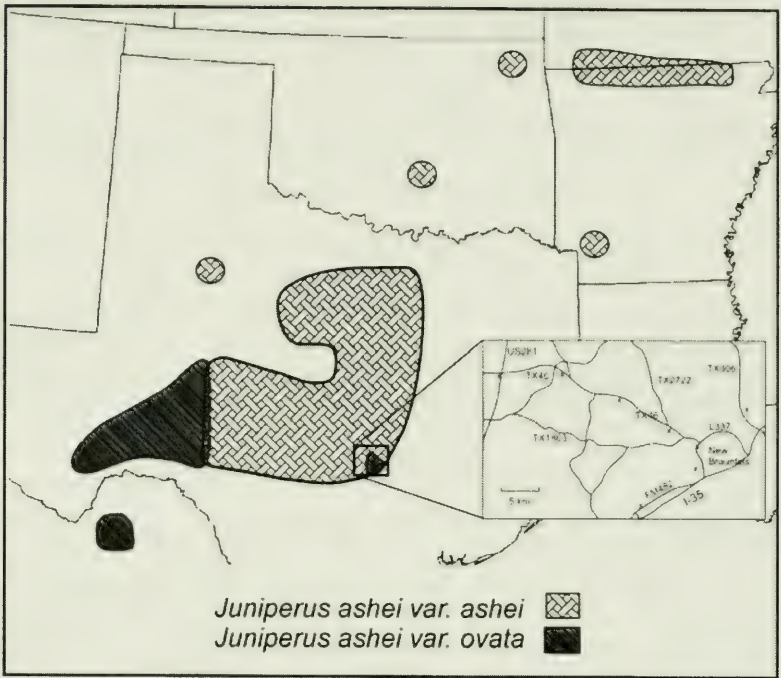 US281
TX46
TX2722
TX306
TX46
L337
TX1863
New
Braunfels
5 km
FM482
I-35
Juniperus ashei var. ashei
Juniperus ashei var. ovata